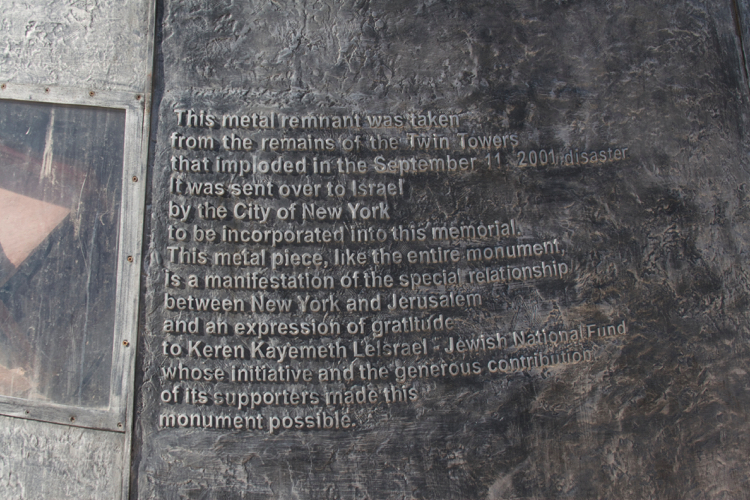 This metal remnant was taken
from the remains of the Twin Towers
that imploded in the September 11, 2001 disaster
It was sent over to Israel
by the City of New York
to be incorporated into this memorial.
This metal piece, like the entire monument,
is a manifestation of the special relationship
between New York and Jerusalem
and an expression of gratitude
to Keren Kayemeth LeIsrael - Jewish National Fund
whose initiative and the generous contribution
of its supporters made this
monument possible.